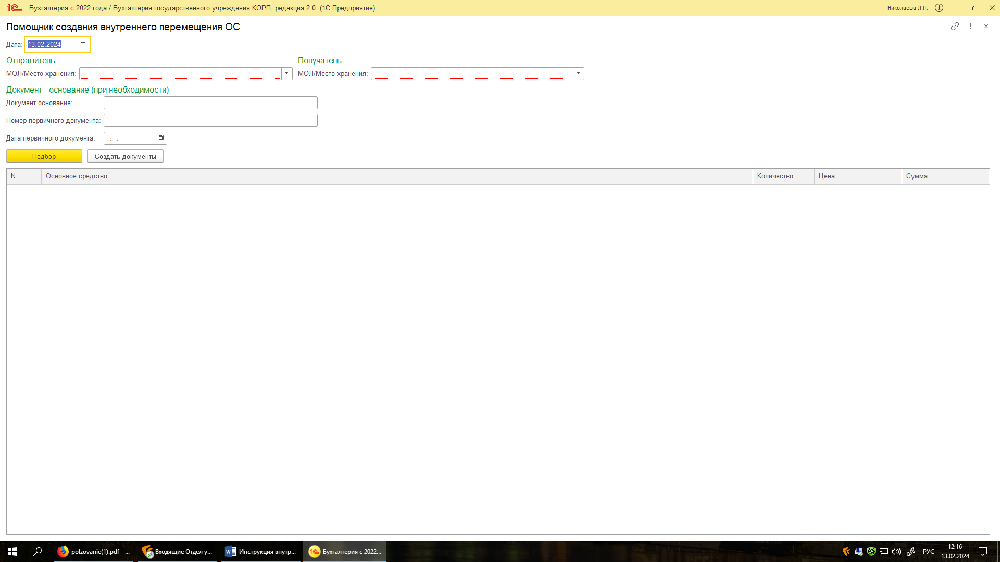 Бухгалтерия с 2022 года / Бухгалтерия государственного учреждения КОРП, редакция 2.0 (1С:Предприятие)
Николаева Л.П.
Помощник создания внутреннего перемещения ОС
Дата: 13.02.2024
Отправитель Получатель
МОЛ/Место хранения: МОЛ/Место хранения:
Документ - основание (при необходимости)
Документ основание:
Номер первичного документа:
Дата первичного документа: . .
Подбор Создать документы
N Основное средство Количество Цена Сумма
polzovanie(1).pdf - ... Входящие Отдел у... Инструкция внутр... Бухгалтерия с 2022... РУС
12:16
13.02.2024